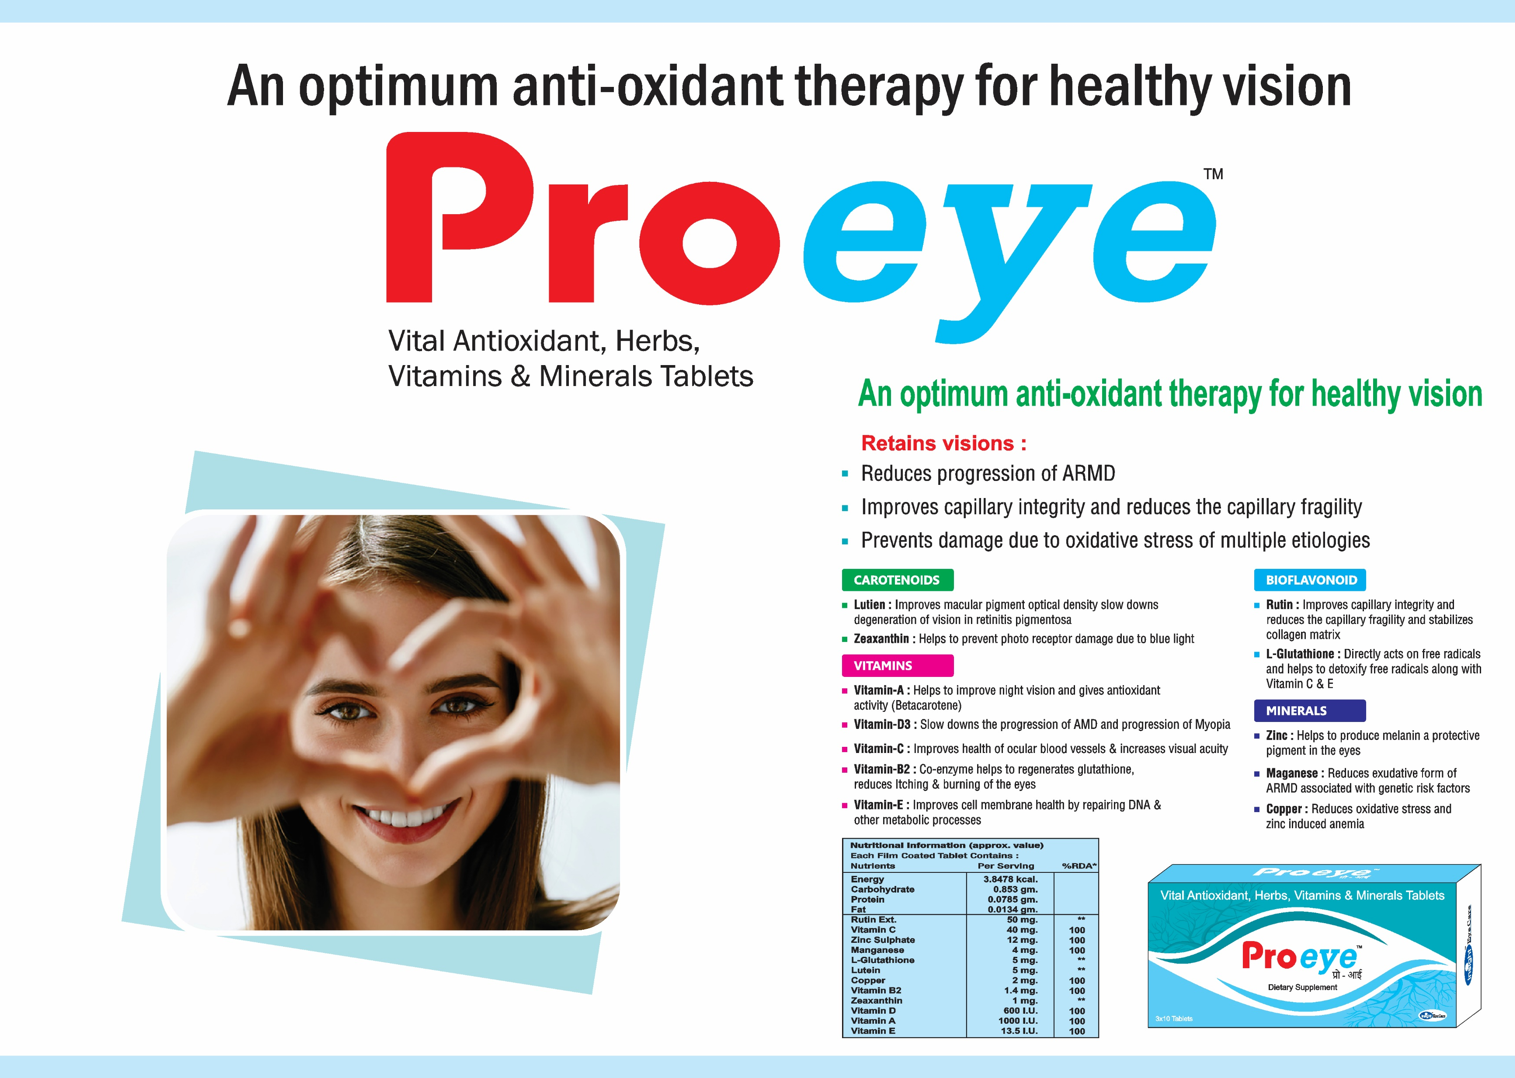 An optimum anti-oxidant therapy for healthy vision
Proeye™
Vital Antioxidant, Herbs,
Vitamins & Minerals Tablets
An optimum anti-oxidant therapy for healthy vision
Retains visions :
Reduces progression of ARMD
Improves capillary integrity and reduces the capillary fragility
Prevents damage due to oxidative stress of multiple etiologies
CAROTENOIDS
Lutien : Improves macular pigment optical density slow downs
degeneration of vision in retinitis pigmentosa
Zeaxanthin : Helps to prevent photo receptor damage due to blue light
VITAMINS
Vitamin-A : Helps to improve night vision and gives antioxidant
activity (Betacarotene)
Vitamin-D3 : Slow downs the progression of AMD and progression of Myopia
Vitamin-C : Improves health of ocular blood vessels & increases visual acuity
Vitamin-B2 : Co-enzyme helps to regenerates glutathione,
reduces Itching & burning of the eyes
Vitamin-E : Improves cell membrane health by repairing DNA &
other metabolic processes
BIOFLAVONOID
Rutin : Improves capillary integrity and
reduces the capillary fragility and stabilizes
collagen matrix
L-Glutathione : Directly acts on free radicals
and helps to detoxify free radicals along with
Vitamin C & E
MINERALS
Zinc : Helps to produce melanin a protective
pigment in the eyes
Maganese : Reduces exudative form of
ARMD associated with genetic risk factors
Copper : Reduces oxidative stress and
zinc induced anemia
Nutritional Information (approx. value)
Each Film Coated Tablet Contains :
Nutrients Per Serving %RDA*
Energy 3.8478 kcal.
Carbohydrate 0.853 gm.
Protein 0.0785 gm.
Fat 0.0134 gm.
Rutin Ext. 50 mg. **
Vitamin C 40 mg. 100
Zinc Sulphate 12 mg. 100
Manganese 4 mg. 100
L-Glutathione 5 mg. **
Lutein 5 mg. **
Copper 2 mg. 100
Vitamin B2 1.4 mg. 100
Zeaxanthin 1 mg. **
Vitamin D 600 I.U. 100
Vitamin A 1000 I.U. 100
Vitamin E 13.5 I.U. 100
Proeye™
Vital Antioxidant, Herbs, Vitamins & Minerals Tablets
Proeye™
प्रो - आई
Dietary Supplement
3x10 Tablets